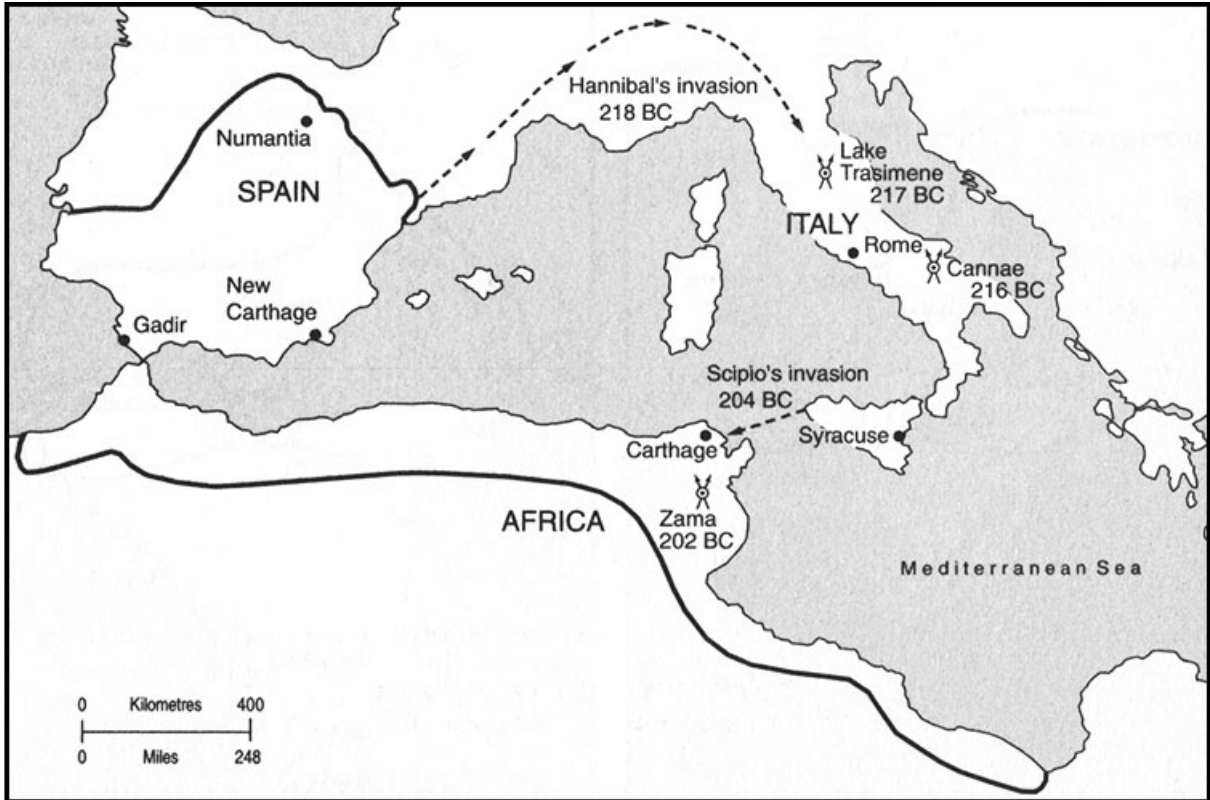 Hannibal's invasion
218 BC
Numantia
SPAIN
Lake
Trasimene
217 BC
ITALY
Rome
Cannae
216 BC
New
Carthage
Gadir
Scipio's invasion
204 BC
Carthage
Syracuse
AFRICA
Zama
202 BC
Mediterranean Sea
0 Kilometres 400
0 Miles 248